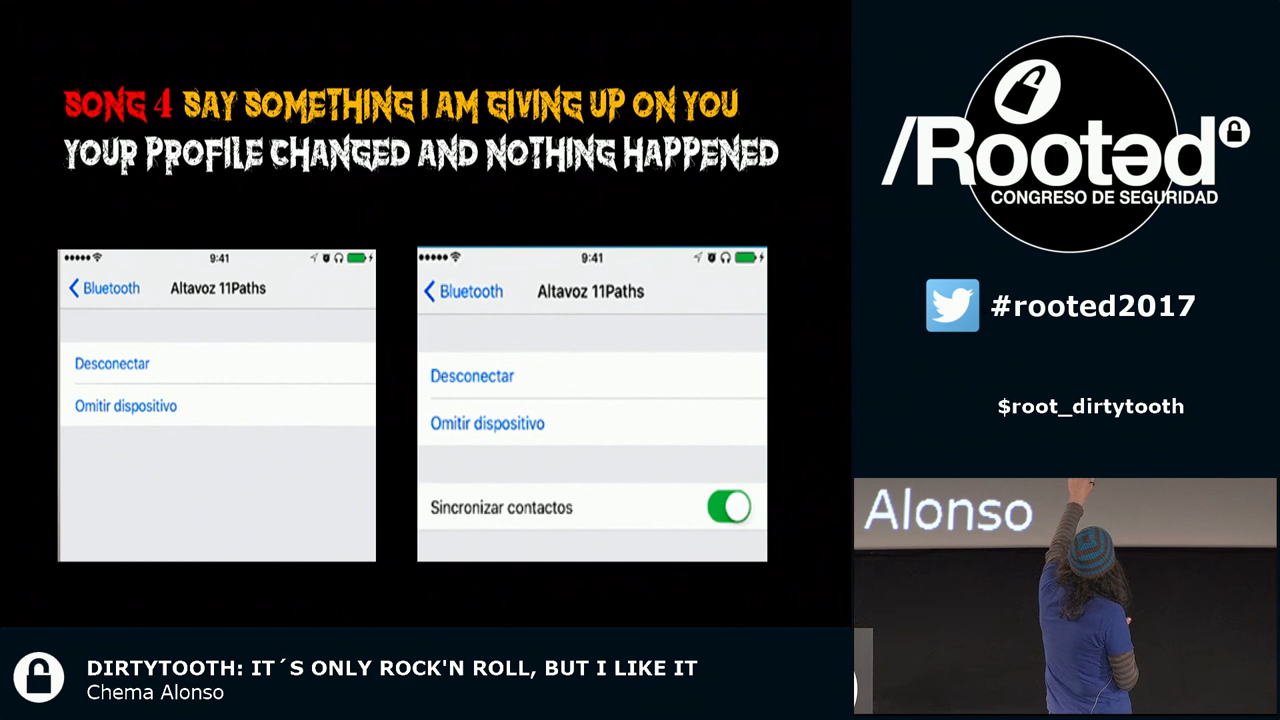 SONG 4 SAY SOMETHING I AM GIVING UP ON YOU
YOUR PROFILE CHANGED AND NOTHING HAPPENED
9:41
Bluetooth
Altavoz 11Paths
Desconectar
Omitir dispositivo
9:41
Bluetooth
Altavoz 11Paths
Desconectar
Omitir dispositivo
Sincronizar contactos
/Rootəd
CONGRESO DE SEGURIDAD
#rooted2017
$root_dirtytooth
Alonso
DIRTYTOOTH: IT´S ONLY ROCK'N ROLL, BUT I LIKE IT
Chema Alonso